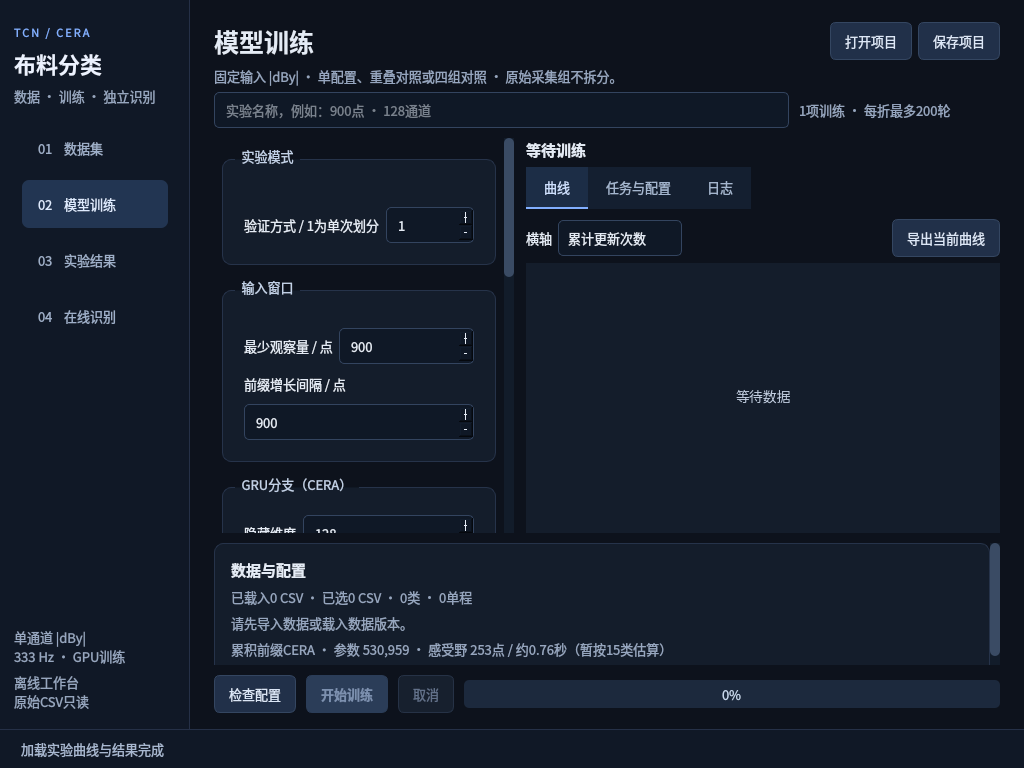 TCN / CERA
布料分类
数据 · 训练 · 独立识别
01 数据集
02 模型训练
03 实验结果
04 在线识别
单通道 |dBy|
333 Hz · GPU训练
离线工作台
原始CSV只读
模型训练
打开项目
保存项目
固定输入 |dBy| · 单配置、重叠对照或四组对照 · 原始采集组不拆分。
实验名称，例如：900点 · 128通道
1项训练 · 每折最多200轮
实验模式
验证方式 / 1为单次划分 1
输入窗口
最少观察量 / 点 900
前缀增长间隔 / 点
900
GRU分支（CERA）
隐藏维度 128
等待训练
曲线 任务与配置 日志
横轴 累计更新次数
导出当前曲线
等待数据
数据与配置
已载入0 CSV · 已选0 CSV · 0类 · 0单程
请先导入数据或载入数据版本。
累积前缀CERA · 参数 530,959 · 感受野 253点 / 约0.76秒（暂按15类估算）
检查配置 开始训练 取消 0%
加载实验曲线与结果完成